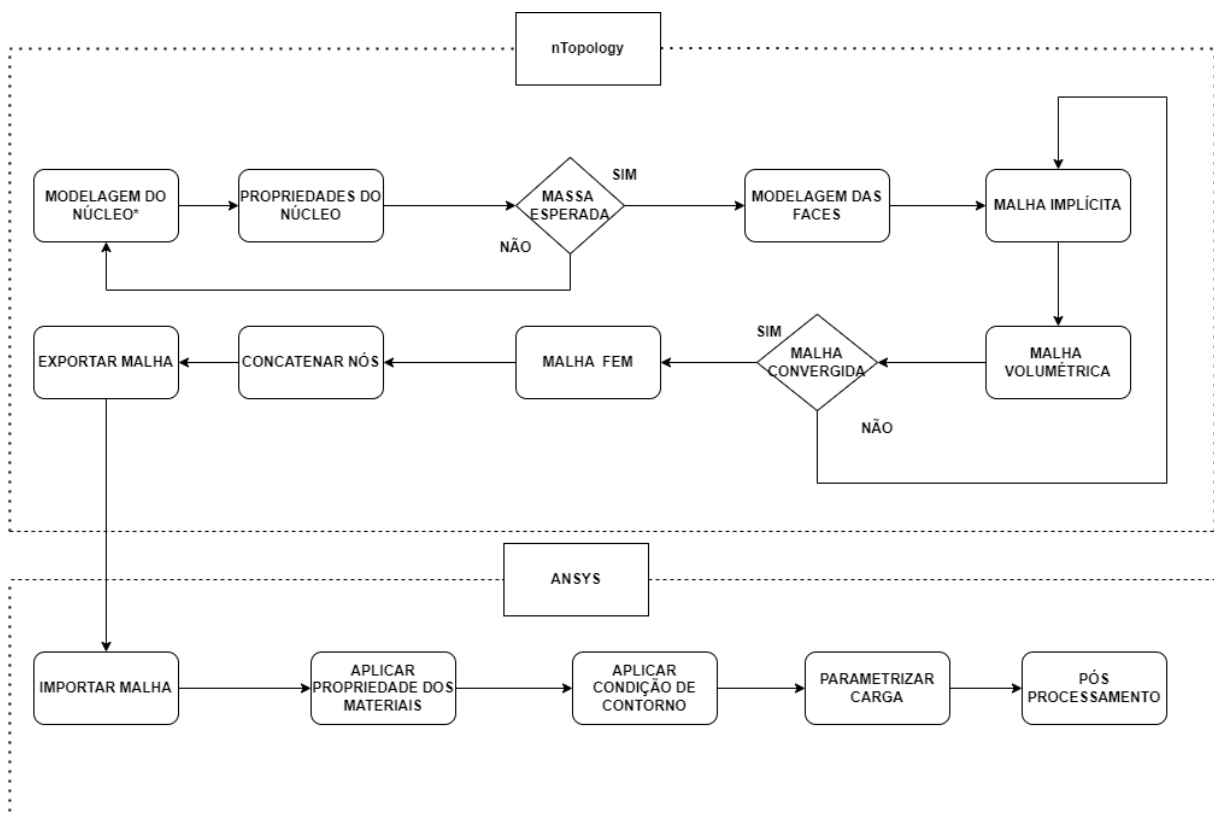 nTopology
MODELAGEM DO
NÚCLEO*
PROPRIEDADES DO
NÚCLEO
MASSA
ESPERADA
SIM
NÃO
MODELAGEM DAS
FACES
MALHA IMPLÍCITA
EXPORTAR MALHA
CONCATENAR NÓS
MALHA FEM
SIM
MALHA
CONVERGIDA
NÃO
MALHA
VOLUMÉTRICA
ANSYS
IMPORTAR MALHA
APLICAR
PROPRIEDADE DOS
MATERIAIS
APLICAR
CONDIÇÃO DE
CONTORNO
PARAMETRIZAR
CARGA
PÓS
PROCESSAMENTO